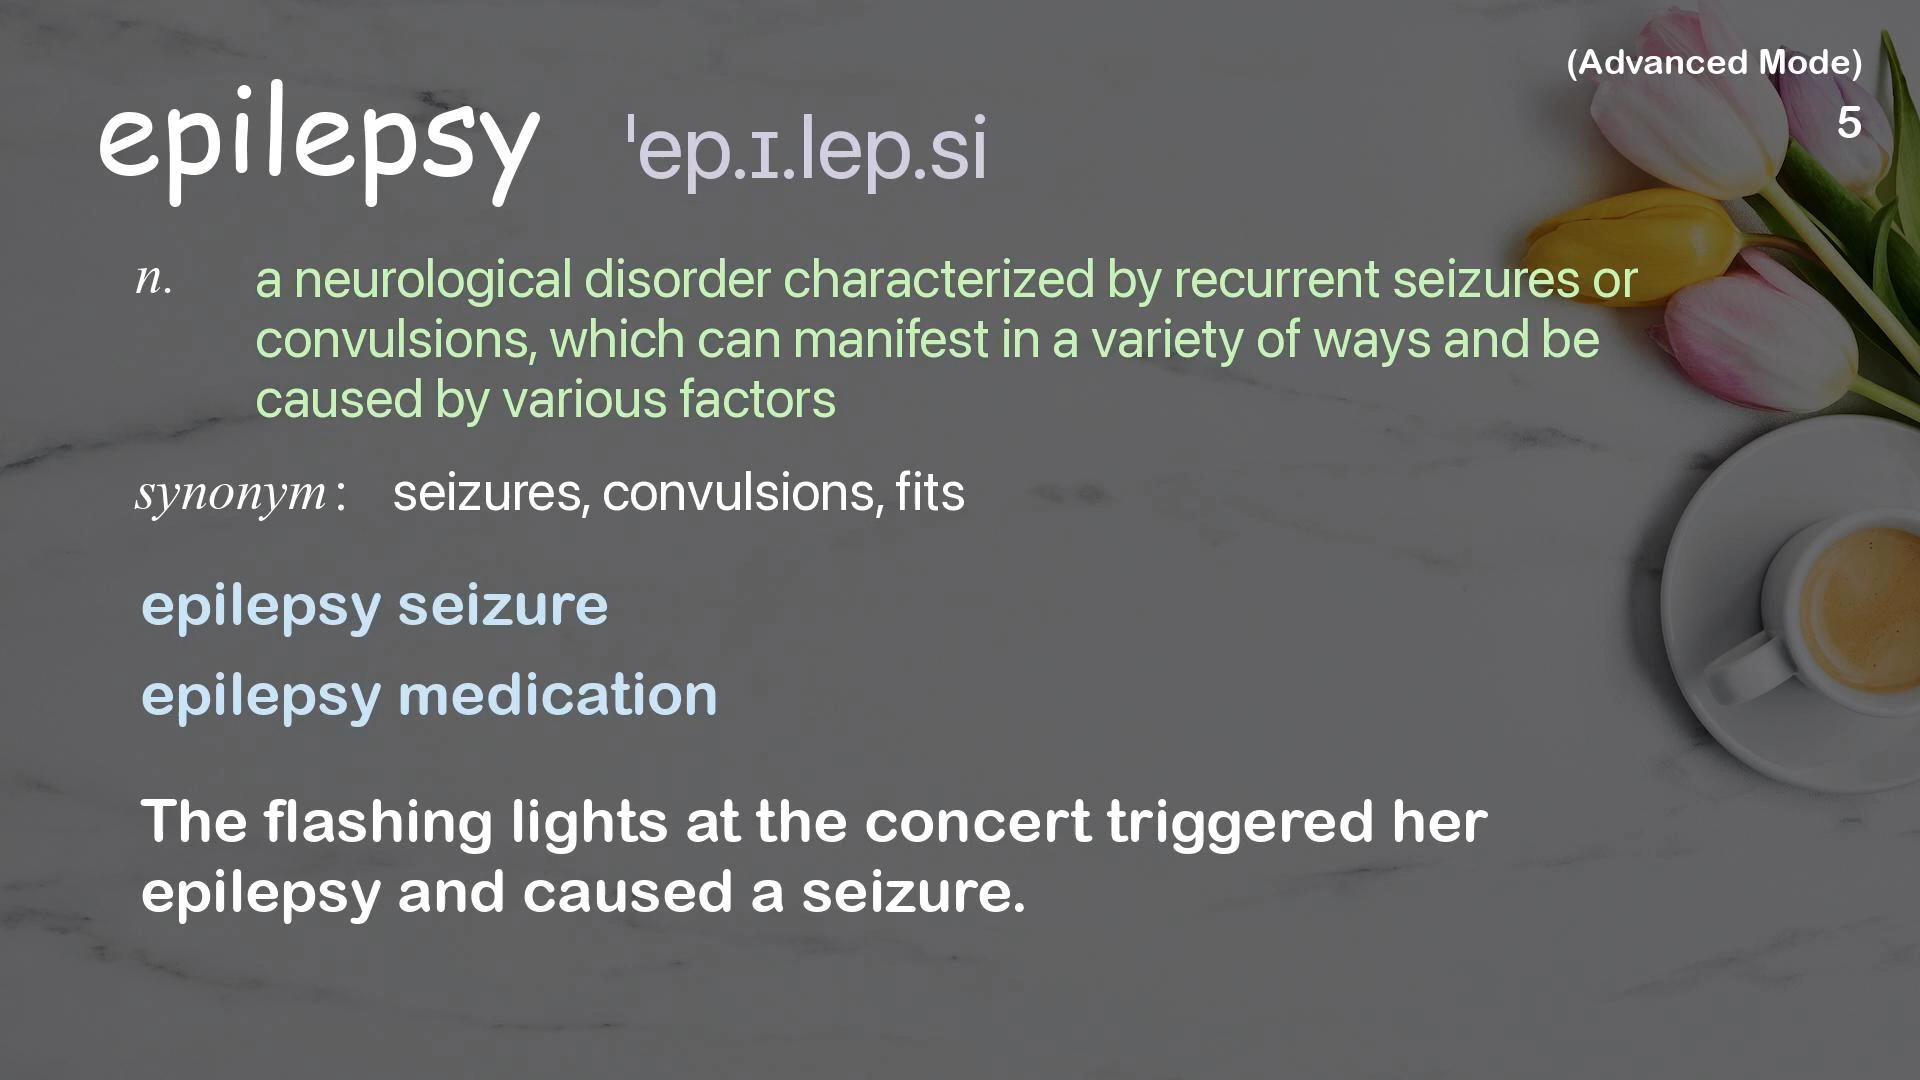 (Advanced Mode)
5
epilepsy ˈep.ɪ.lep.si
n. a neurological disorder characterized by recurrent seizures or
convulsions, which can manifest in a variety of ways and be
caused by various factors
synonym: seizures, convulsions, fits
epilepsy seizure
epilepsy medication
The flashing lights at the concert triggered her
epilepsy and caused a seizure.